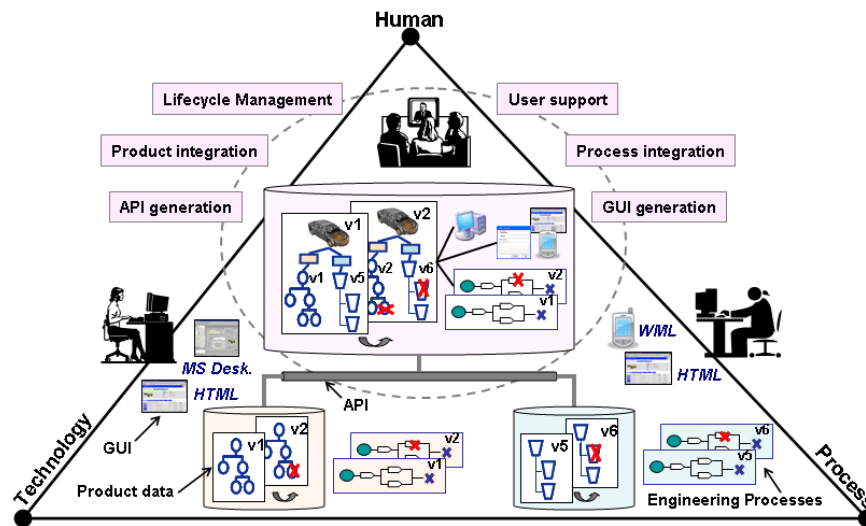 Human
Lifecycle Management
User support
Product integration
Process integration
API generation
GUI generation
v1
v2
v1
v5
v2
v6
v2
v1
MS Desk.
HTML
WML
HTML
API
GUI
Technology
Process
v1
v2
v2
v1
v5
v6
v6
v5
Product data
Engineering Processes